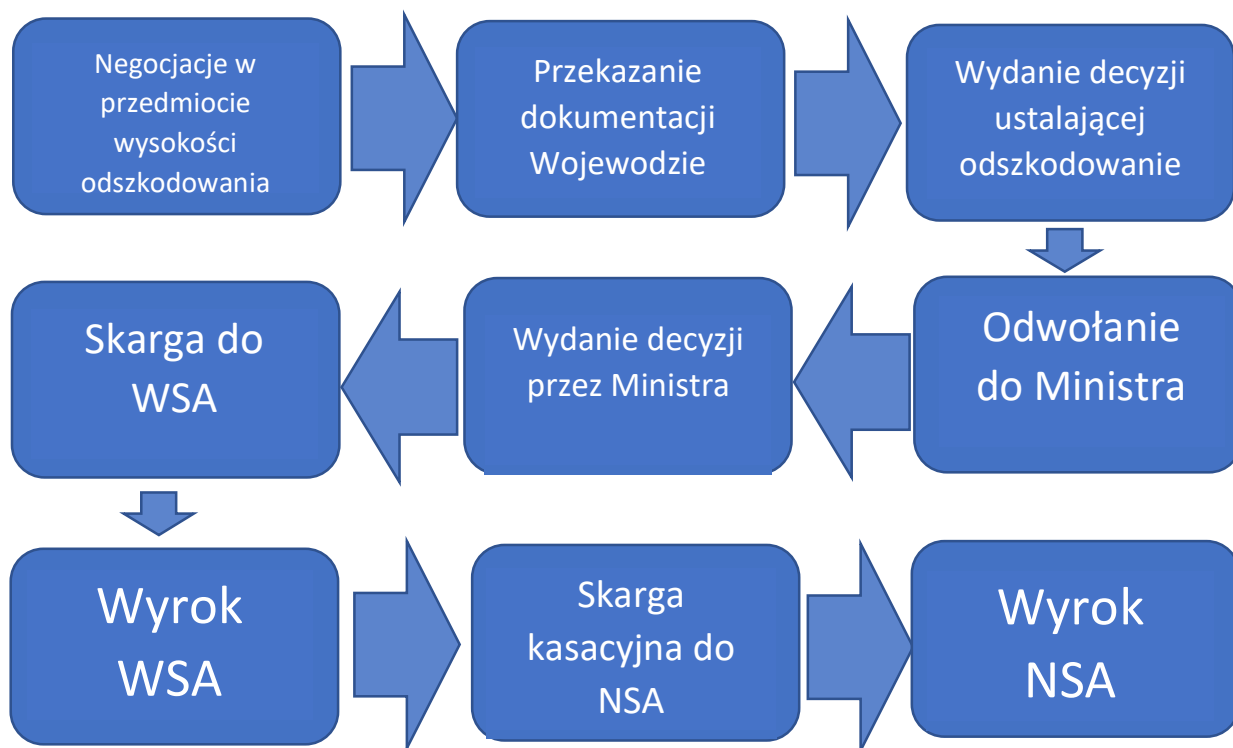 Negocjacje w
przedmiocie
wysokości
odszkodowania
Przekazanie
dokumentacji
Wojewodzie
Wydanie decyzji
ustalającej
odszkodowanie
Odwołanie
do Ministra
Wydanie decyzji
przez Ministra
Skarga do
WSA
Wyrok
WSA
Skarga
kasacyjna do
NSA
Wyrok
NSA